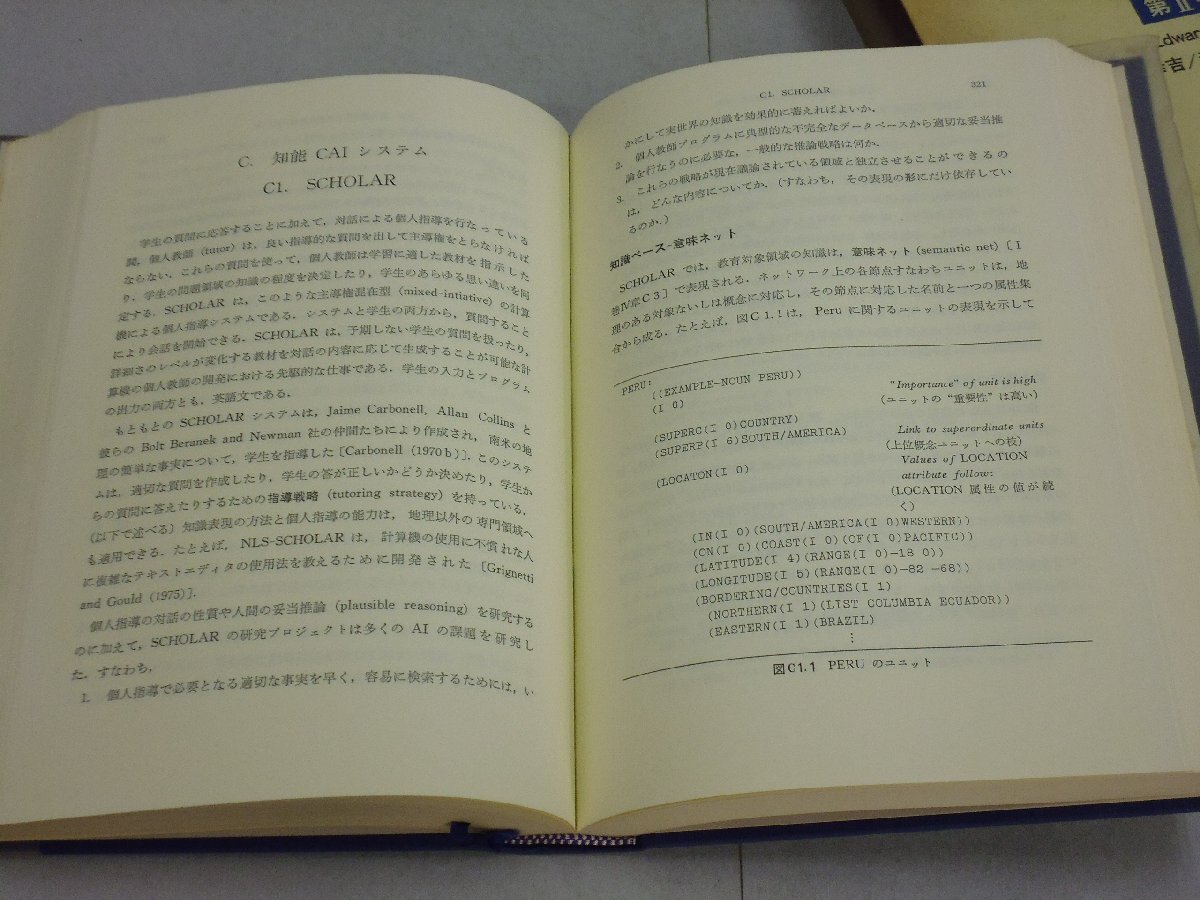 C. 知能 CAI システム
C1. SCHOLAR
学生の質問に応答することに加えて，対話による個人指導を行なっている
間，個人教師 (tutor) は，良い指導的な質問を出して主導権をとらなければ
ならない．これらの質問を使って，個人教師は学習に適した教材を指示した
り，学生の問題領域の知識の程度を決定したり，学生のあらゆる思い違いを同
定する．SCHOLAR は，このような主導権混在型 (mixed-intiative) の計算
機による個人指導システムである．システムと学生の両方から，質問すること
により会話を開始できる．SCHOLAR は，予期しない学生の質問を扱ったり，
詳細さのレベルが変化する教材を対話の内容に応じて生成することが可能な計
算機の個人教師の開発における先駆的な仕事である．学生の入力とプログラム
の出力の両方とも，英語文である．
もともとの SCHOLAR システムは，Jaime Carbonell, Allan Collins と
彼らの Bolt Beranek and Newman 社の仲間たちにより作成され，南米の地
理の簡単な事実について，学生を指導した [Carbonell (1970 b)]．このシステ
ムは，適切な質問を作成したり，学生の答が正しいかどうか決めたり，学生か
らの質問に答えたりするための指導戦略 (tutoring strategy) を持っている．
(以下で述べる) 知識表現の方法と個人指導の能力は，地理以外の専門領域へ
も適用できる．たとえば，NLS-SCHOLAR は，計算機の使用に不慣れな人
に複雑なテキストエディタの使用法を教えるために開発された [Grignetti
and Gould (1975)]．
個人指導の対話の性質や人間の妥当推論 (plausible reasoning) を研究する
のに加えて，SCHOLAR の研究プロジェクトは多くの AI の課題を研究し
た．すなわち，
1. 個人指導で必要となる適切な事実を早く，容易に検索するためには，い
C1. SCHOLAR 321
かにして実世界の知識を効果的に蓄えればよいか．
2. 個人教師プログラムに典型的な不完全なデータベースから適切な妥当推
論を行なうのに必要な，一般的な推論戦略は何か．
3. これらの戦略が現在議論されている領域と独立させることができるの
は，どんな内容についてか．(すなわち，その表現の形にだけ依存してい
るのか．)
知識ベース-意味ネット
SCHOLAR では，教育対象領域の知識は，意味ネット (semantic net)〔I
巻Ⅳ章C3〕で表現される．ネットワーク上の各節点すなわちユニットは，地
理のある対象ないしは概念に対応し，その節点に対応した名前と一つの属性集
合から成る．たとえば，図C1.1は，Peru に関するユニットの表現を示して
PERU:
((EXAMPLE-NCUN PERU))
(I 0) "Importance" of unit is high
(ユニットの"重要性"は高い)
(SUPERC(I 0)COUNTRY)
(SUPERP(I 6)SOUTH/AMERICA) Link to superordinate units
(上位概念ユニットへの枝)
(LOCATON(I 0) Values of LOCATION
attribute follow:
(LOCATION 属性の値が続
く)
(IN(I 0)(SOUTH/AMERICA(I 0)WESTERN))
(CN(I 0)(COAST(I 0)(CF(I 0)PACIFIC))
(LATITUDE(I 4)(RANGE(I 0)-18 0))
(LONGITUDE(I 5)(RANGE(I 0)-82 -68))
(BORDERING/COUNTRIES(I 1)
(NORTHERN(I 1)(LIST COLUMBIA ECUADOR))
(EASTERN(I 1)(BRAZIL)
⋮
図C1.1 PERU のユニット
第II
Edwar
吉/